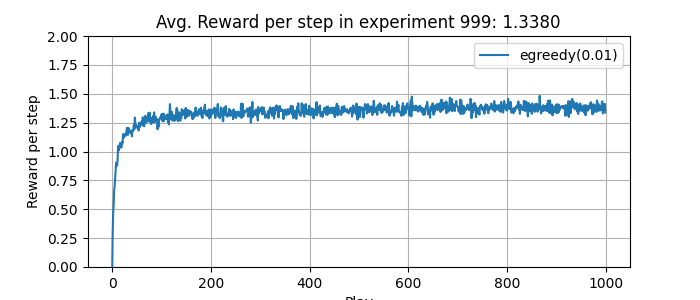 Avg. Reward per step in experiment 999: 1.3380
2.00
1.75
1.50
1.25
1.00
0.75
0.50
0.25
0.00
Reward per step
egreedy(0.01)
0 200 400 600 800 1000
Play